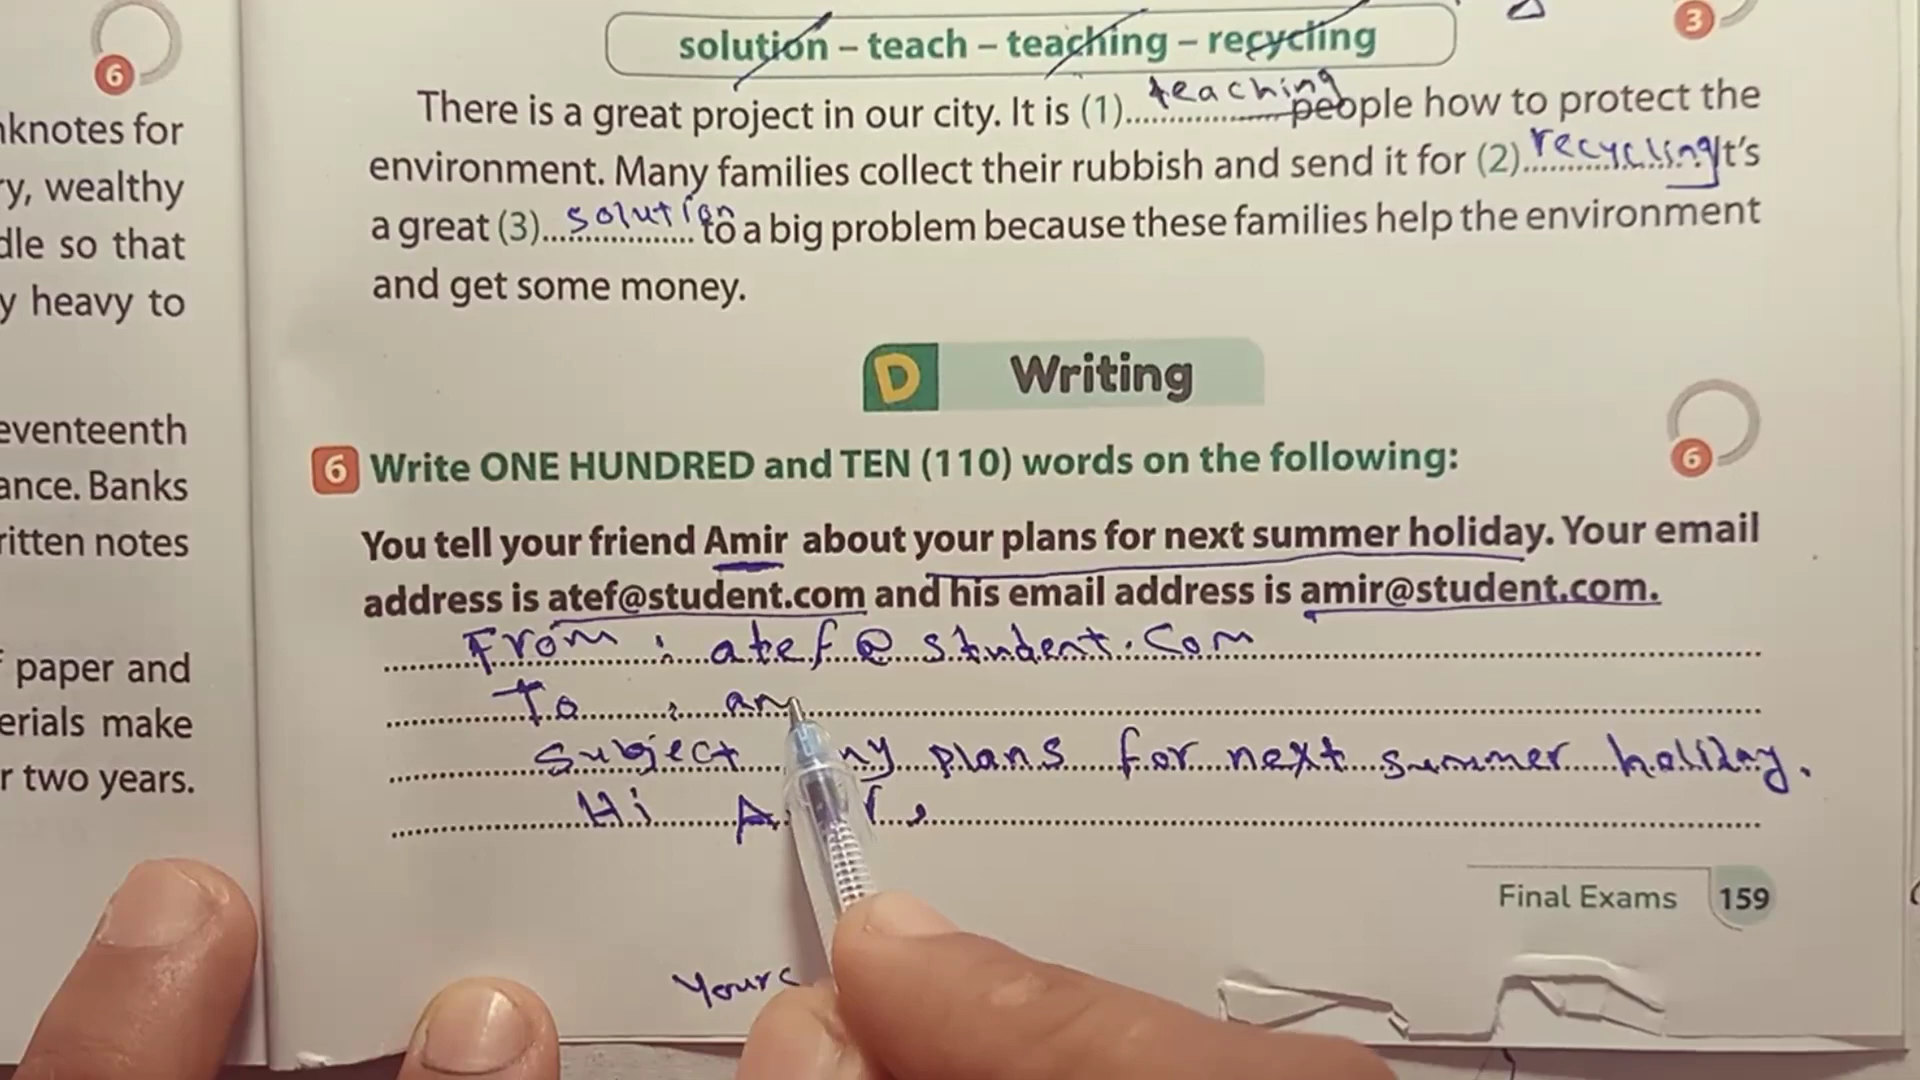 6
nknotes for
ry, wealthy
dle so that
y heavy to
eventeenth
ance. Banks
ritten notes
paper and
erials make
r two years.
solution – teach – teaching – recycling
3
There is a great project in our city. It is (1) teaching people how to protect the
environment. Many families collect their rubbish and send it for (2) recycling It's
a great (3) solution to a big problem because these families help the environment
and get some money.
D Writing
6 Write ONE HUNDRED and TEN (110) words on the following:
6
You tell your friend Amir about your plans for next summer holiday. Your email
address is atef@student.com and his email address is amir@student.com.
From : atef@student.com
To :
Subject my plans for next summer holiday.
Hi
Final Exams 159
Yours